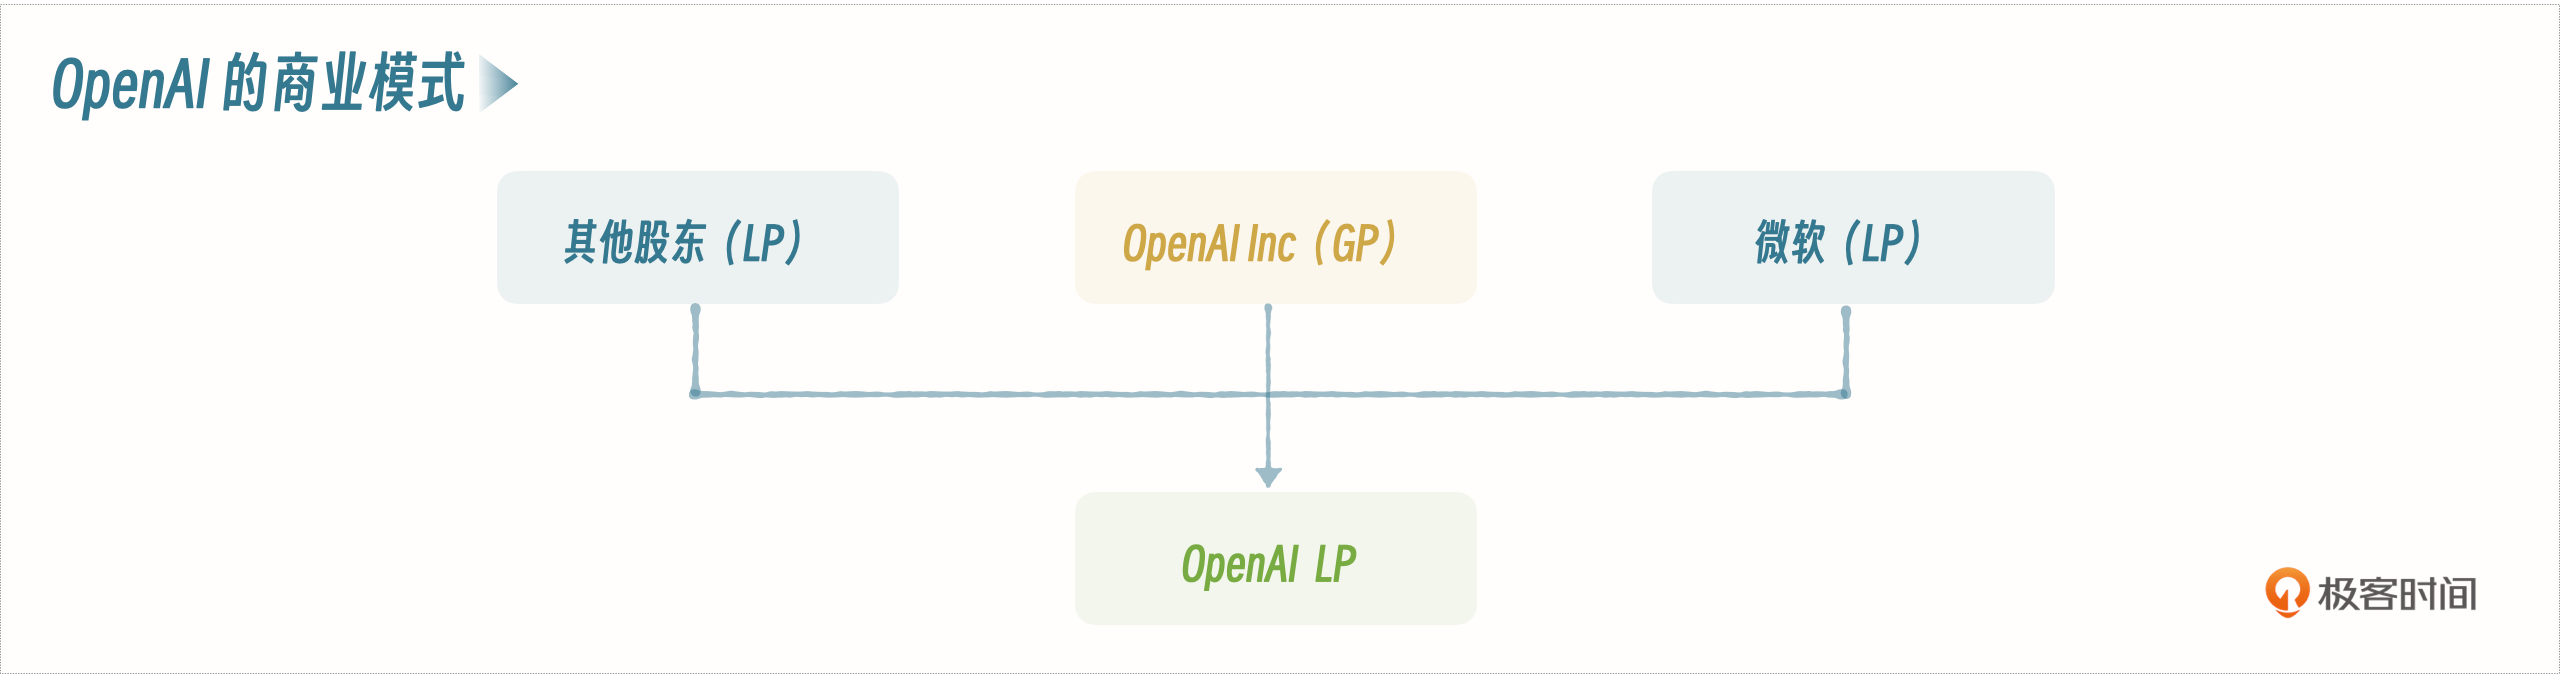 OpenAI 的商业模式
其他股东（LP）
OpenAI Inc（GP）
微软（LP）
OpenAI LP
极客时间